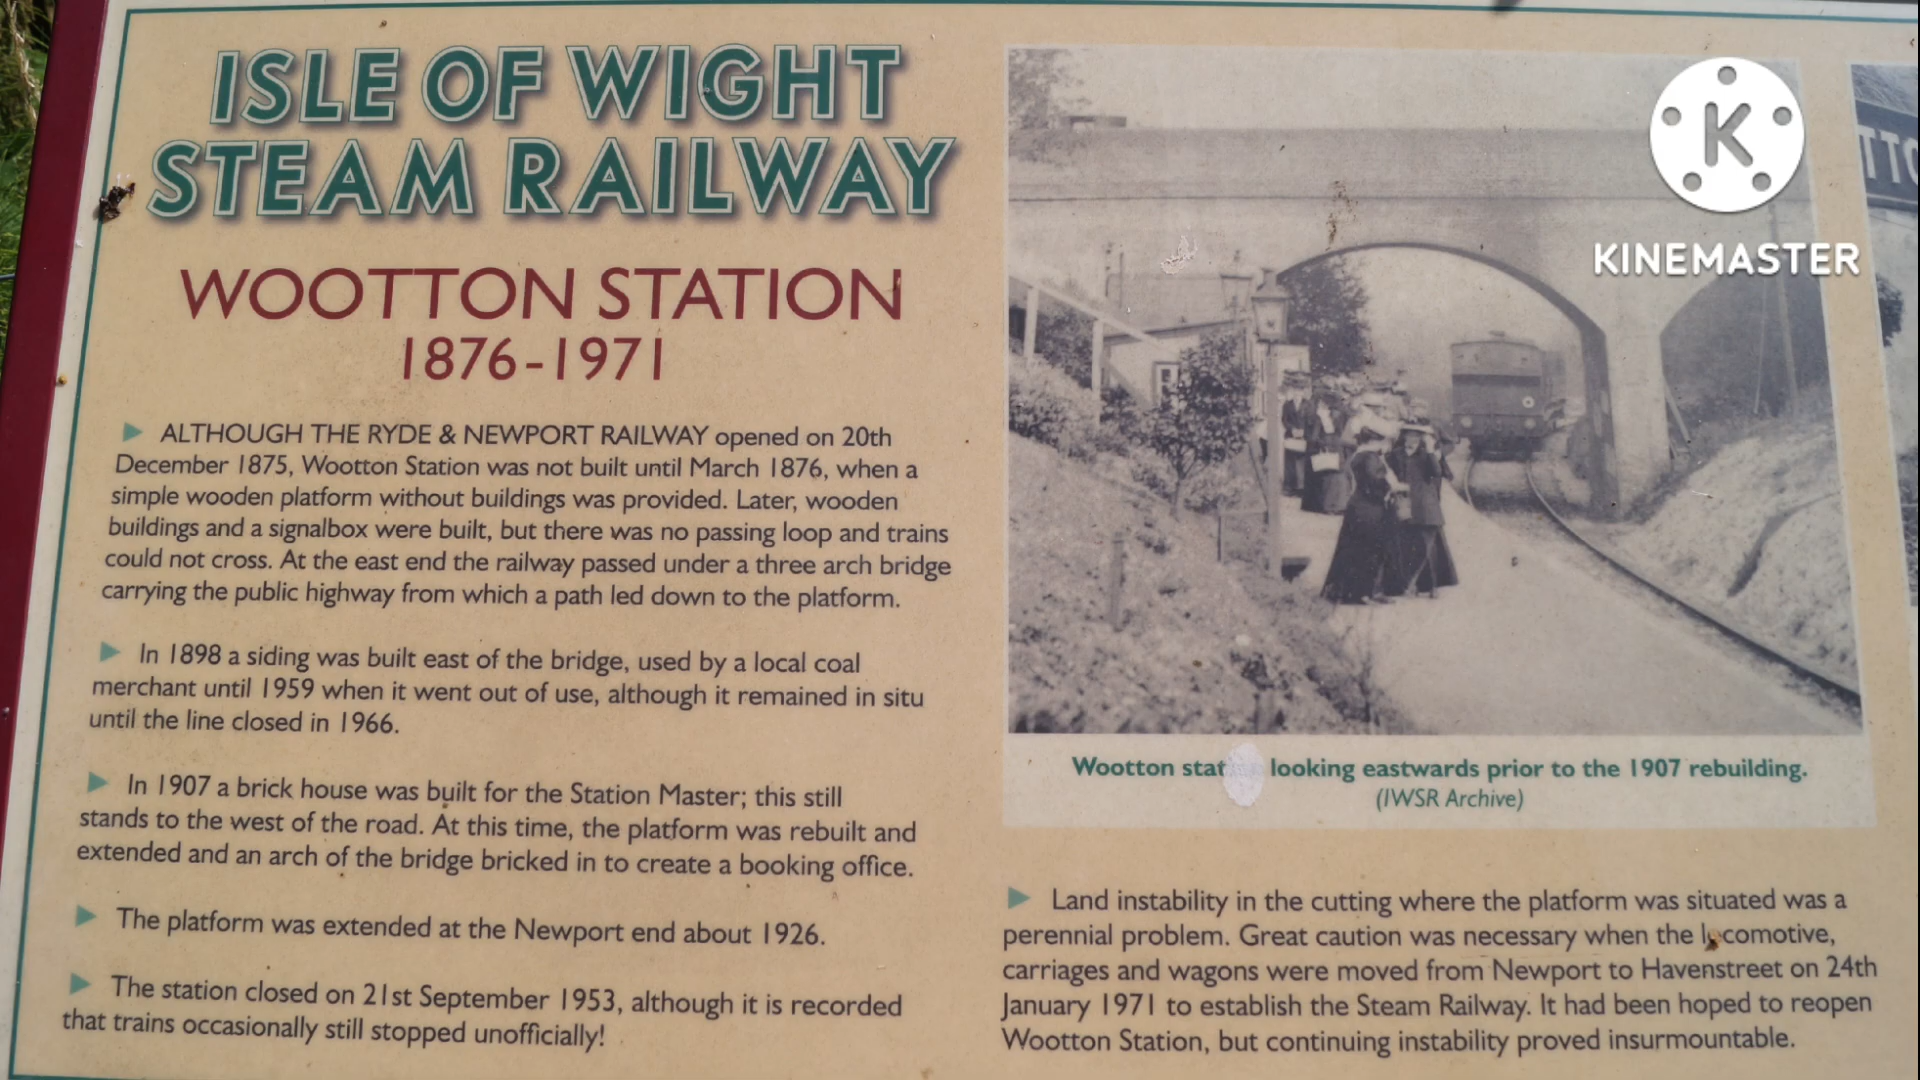 ISLE OF WIGHT
STEAM RAILWAY
WOOTTON STATION
1876-1971
► ALTHOUGH THE RYDE & NEWPORT RAILWAY opened on 20th
December 1875, Wootton Station was not built until March 1876, when a
simple wooden platform without buildings was provided. Later, wooden
buildings and a signalbox were built, but there was no passing loop and trains
could not cross. At the east end the railway passed under a three arch bridge
carrying the public highway from which a path led down to the platform.
► In 1898 a siding was built east of the bridge, used by a local coal
merchant until 1959 when it went out of use, although it remained in situ
until the line closed in 1966.
► In 1907 a brick house was built for the Station Master; this still
stands to the west of the road. At this time, the platform was rebuilt and
extended and an arch of the bridge bricked in to create a booking office.
► The platform was extended at the Newport end about 1926.
► The station closed on 21st September 1953, although it is recorded
that trains occasionally still stopped unofficially!
K
KINEMASTER
Wootton stat looking eastwards prior to the 1907 rebuilding.
(IWSR Archive)
► Land instability in the cutting where the platform was situated was a
perennial problem. Great caution was necessary when the locomotive,
carriages and wagons were moved from Newport to Havenstreet on 24th
January 1971 to establish the Steam Railway. It had been hoped to reopen
Wootton Station, but continuing instability proved insurmountable.